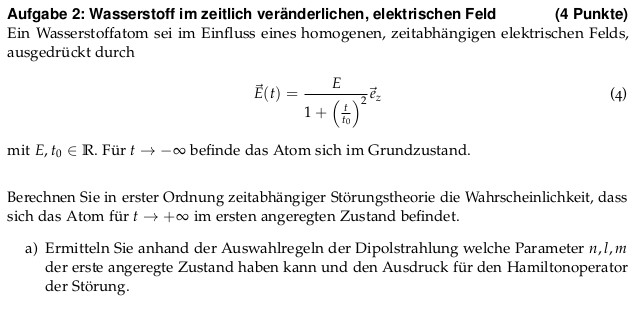 Aufgabe 2: Wasserstoff im zeitlich veränderlichen, elektrischen Feld (4 Punkte)
Ein Wasserstoffatom sei im Einfluss eines homogenen, zeitabhängigen elektrischen Felds,
ausgedrückt durch
$\vec{E}(t) = \frac{E}{1 + \left(\frac{t}{t_0}\right)^2} \vec{e}_z$ (4)
mit $E, t_0 \in \mathbb{R}$. Für $t \to -\infty$ befinde das Atom sich im Grundzustand.
Berechnen Sie in erster Ordnung zeitabhängiger Störungstheorie die Wahrscheinlichkeit, dass
sich das Atom für $t \to +\infty$ im ersten angeregten Zustand befindet.
a) Ermitteln Sie anhand der Auswahlregeln der Dipolstrahlung welche Parameter $n, l, m$
der erste angeregte Zustand haben kann und den Ausdruck für den Hamiltonoperator
der Störung.